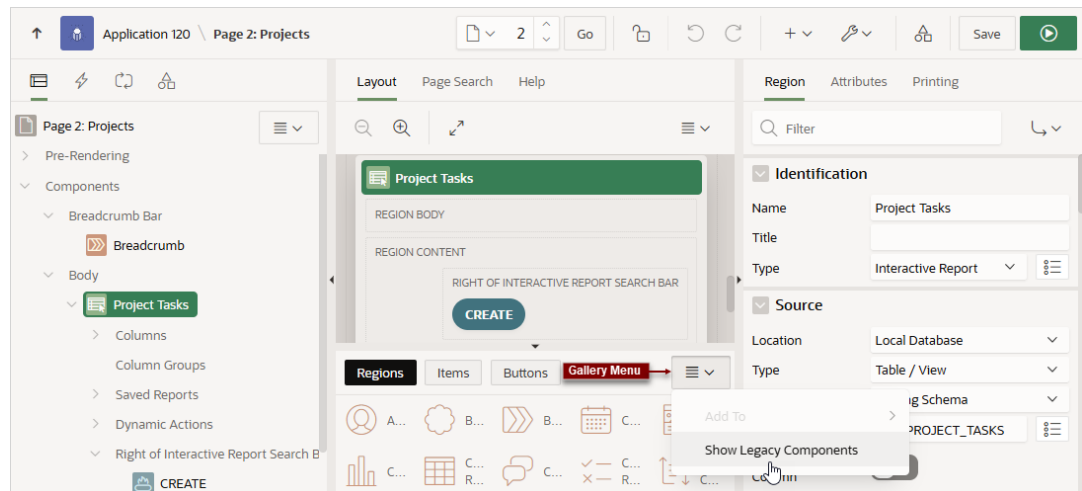 Application 120 \ Page 2: Projects
2
Go
Save
Layout
Page Search
Help
Region
Attributes
Printing
Page 2: Projects
Filter
Pre-Rendering
Components
Breadcrumb Bar
Breadcrumb
Body
Project Tasks
Columns
Column Groups
Saved Reports
Dynamic Actions
Right of Interactive Report Search B
CREATE
Project Tasks
REGION BODY
REGION CONTENT
RIGHT OF INTERACTIVE REPORT SEARCH BAR
CREATE
Regions
Items
Buttons
Gallery Menu
A...
B...
B...
C...
C...
C...
R...
C...
C...
R...
C...
Add To
Show Legacy Components
Identification
Name
Project Tasks
Title
Type
Interactive Report
Source
Location
Local Database
Type
Table / View
ng Schema
PROJECT_TASKS